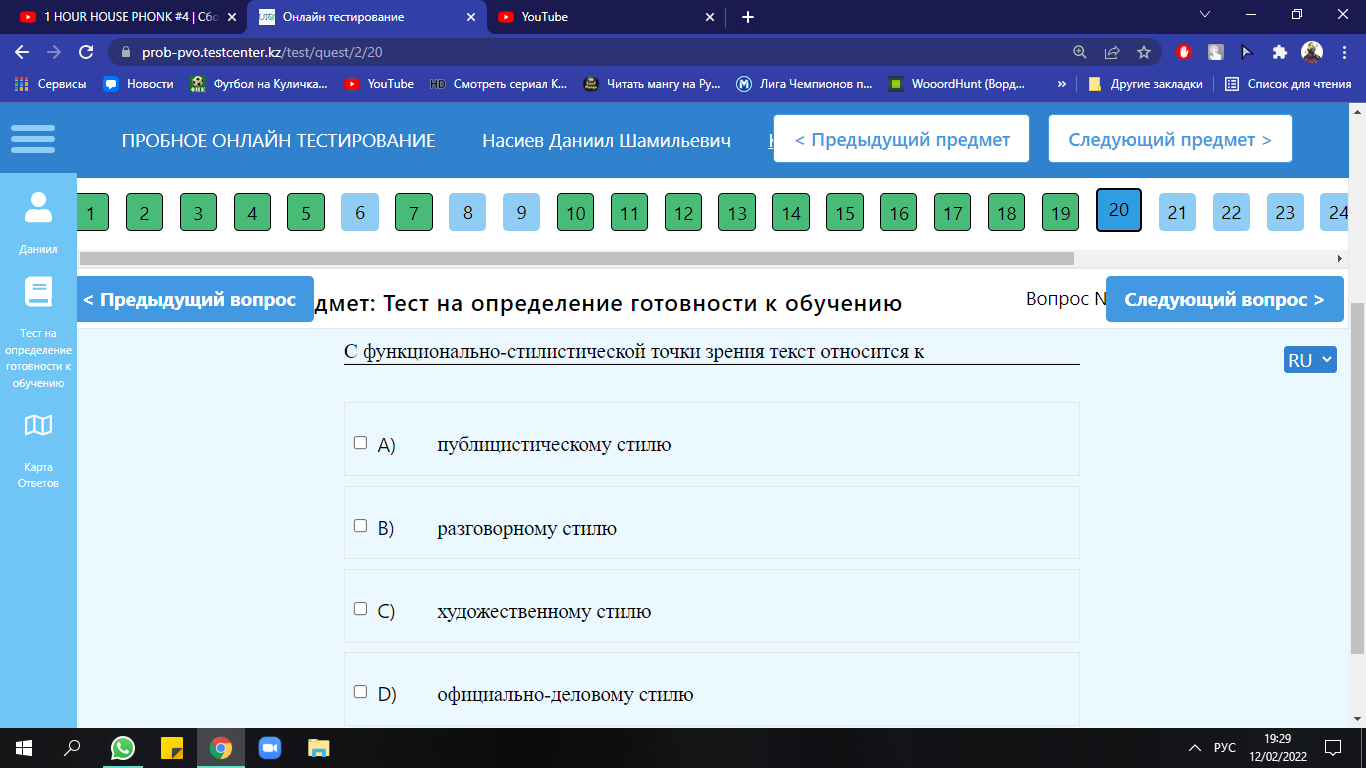 1 HOUR HOUSE PHONK #4 | Сбо
Онлайн тестирование
YouTube
prob-pvo.testcenter.kz/test/quest/2/20
Сервисы
Новости
Футбол на Куличка...
YouTube
HD Смотреть сериал К...
Читать мангу на Ру...
Лига Чемпионов п...
WooordHunt (Ворд...
»
Другие закладки
Список для чтения
ПРОБНОЕ ОНЛАЙН ТЕСТИРОВАНИЕ
Насиев Даниил Шамильевич
< Предыдущий предмет
Следующий предмет >
1 2 3 4 5 6 7 8 9 10 11 12 13 14 15 16 17 18 19 20 21 22 23 24
Даниил
Тест на
определение
готовности к
обучению
Карта
Ответов
< Предыдущий вопрос
дмет: Тест на определение готовности к обучению
Вопрос N
Следующий вопрос >
С функционально-стилистической точки зрения текст относится к
RU
A) публицистическому стилю
B) разговорному стилю
C) художественному стилю
D) официально-деловому стилю
РУС
19:29
12/02/2022